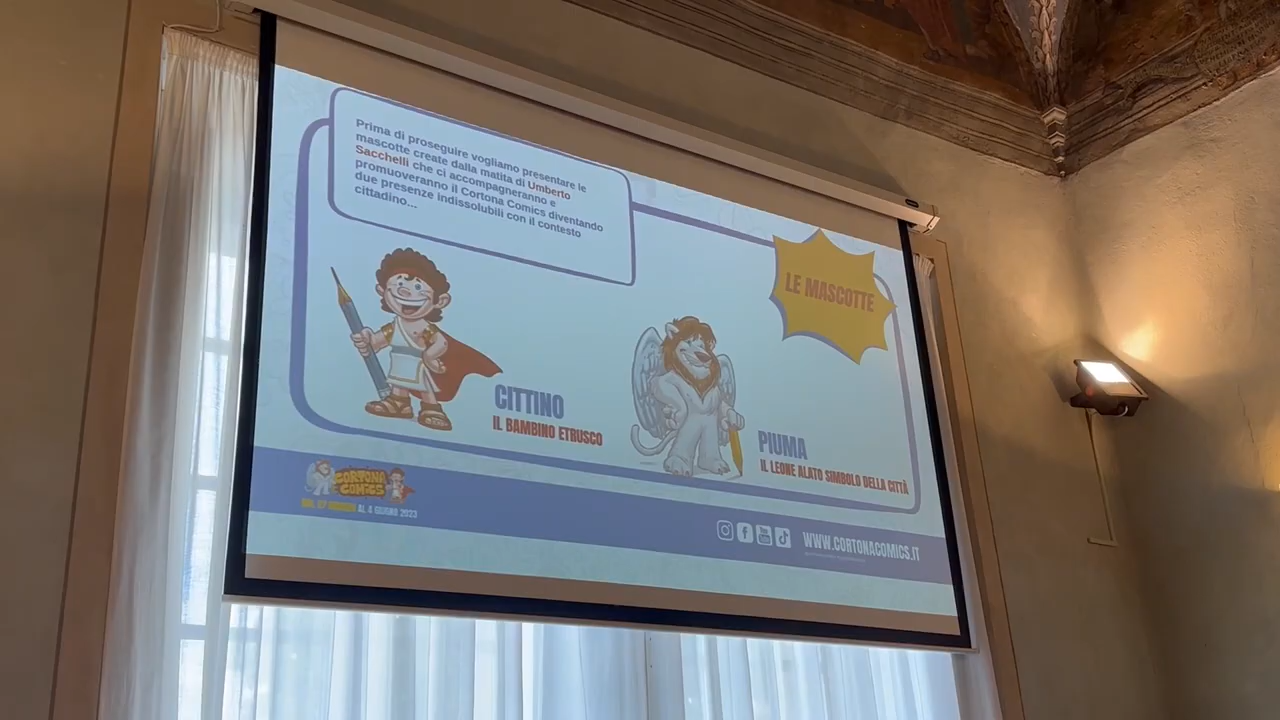 Prima di proseguire vogliamo presentare le
mascotte create dalla matita di Umberto
Sacchelli che ci accompagneranno e
promuoveranno il Cortona Comics diventando
due presenze indissolubili con il contesto
cittadino...
LE MASCOTTE
CITTINO
IL BAMBINO ETRUSCO
PIUMA
IL LEONE ALATO SIMBOLO DELLA CITTÀ
CORTONA
COMICS
AL 4 GIUGNO 2023
You
Tube
WWW.CORTONACOMICS.IT